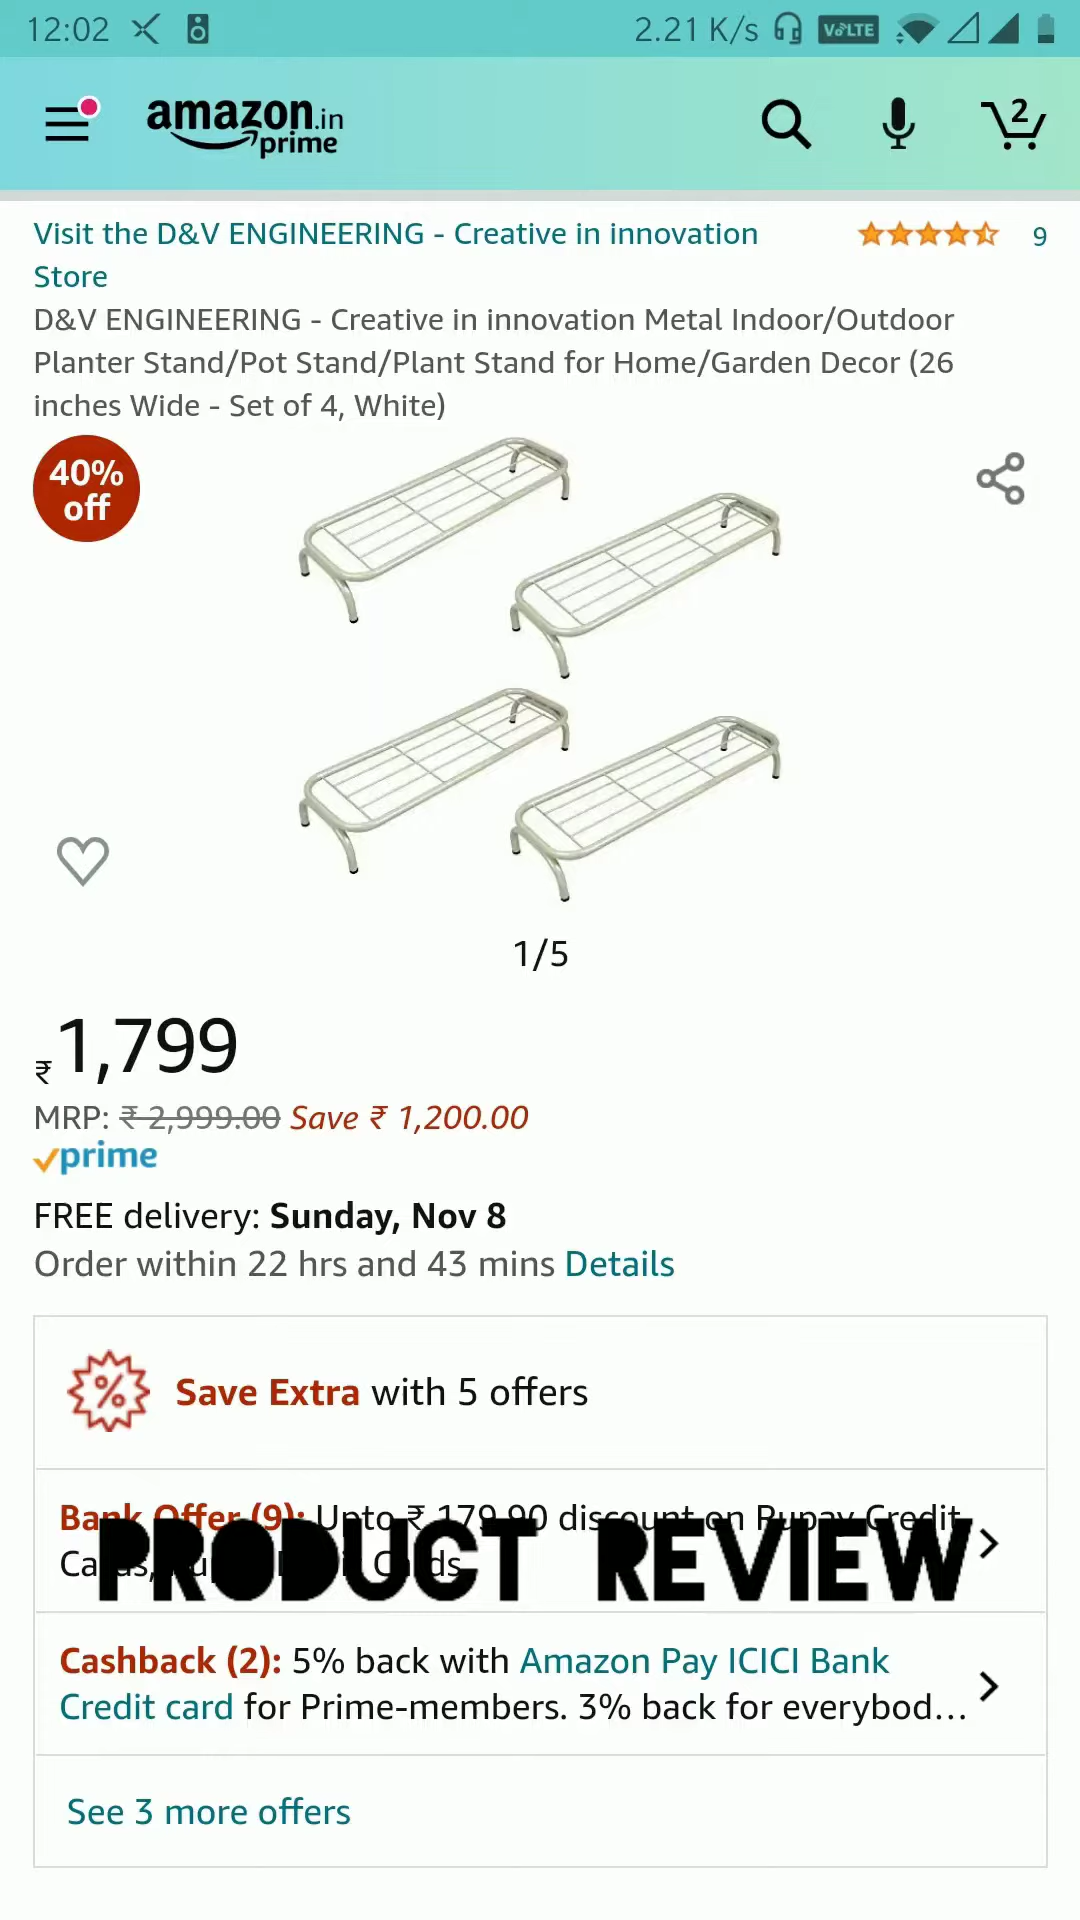 12:02 2.21 K/s VoLTE
amazon.in
prime
2
Visit the D&V ENGINEERING - Creative in innovation
Store
9
D&V ENGINEERING - Creative in innovation Metal Indoor/Outdoor
Planter Stand/Pot Stand/Plant Stand for Home/Garden Decor (26
inches Wide - Set of 4, White)
40%
off
1/5
₹1,799
MRP: ₹ 2,999.00 Save ₹ 1,200.00
prime
FREE delivery: Sunday, Nov 8
Order within 22 hrs and 43 mins Details
% Save Extra with 5 offers
Bank Offer (9): Upto ₹ 179.90 discount on Rupay Credit
Cards, Cards
PRODUCT REVIEW
Cashback (2): 5% back with Amazon Pay ICICI Bank
Credit card for Prime-members. 3% back for everybod...
See 3 more offers